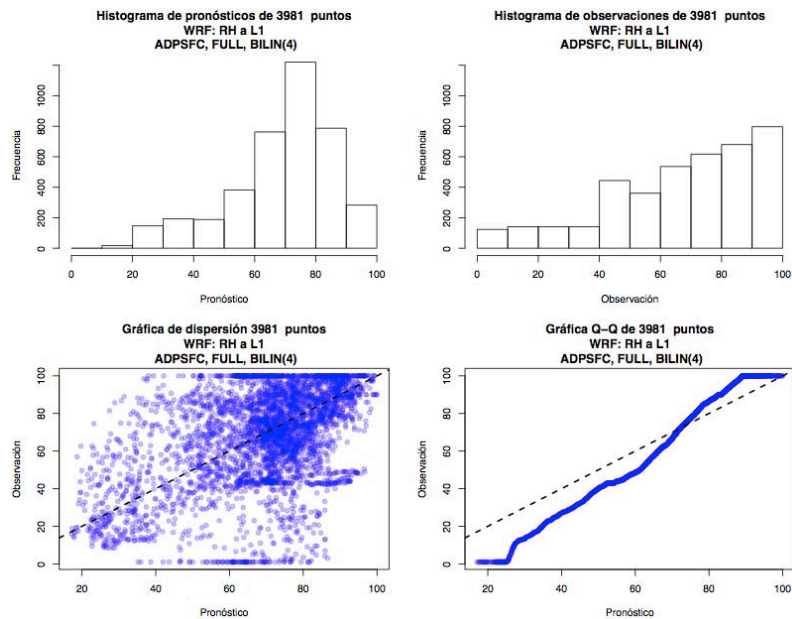 Histograma de pronósticos de 3981 puntos
WRF: RH a L1
ADPSFC, FULL, BILIN(4)
Frecuencia
0
200
400
600
800
1000
0 20 40 60 80 100
Pronóstico
Histograma de observaciones de 3981 puntos
WRF: RH a L1
ADPSFC, FULL, BILIN(4)
Frecuencia
0
200
400
600
800
1000
0 20 40 60 80 100
Observación
Gráfica de dispersión 3981 puntos
WRF: RH a L1
ADPSFC, FULL, BILIN(4)
Observación
0
20
40
60
80
100
20 40 60 80 100
Pronóstico
Gráfica Q–Q de 3981 puntos
WRF: RH a L1
ADPSFC, FULL, BILIN(4)
Observación
0
20
40
60
80
100
20 40 60 80 100
Pronóstico